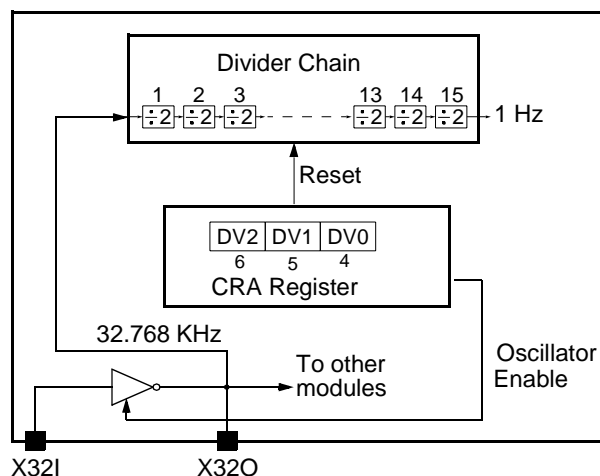 Divider Chain
1 2 3 13 14 15
÷2 ÷2 ÷2 ÷2 ÷2 ÷2 1 Hz
Reset
DV2 DV1 DV0
6 5 4
CRA Register
32.768 KHz
To other
modules
Oscillator
Enable
X32I X32O